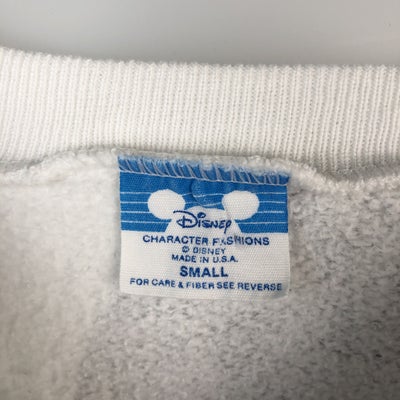 Disney
CHARACTER FASHIONS
© DISNEY
MADE IN U.S.A.
SMALL
FOR CARE & FIBER SEE REVERSE